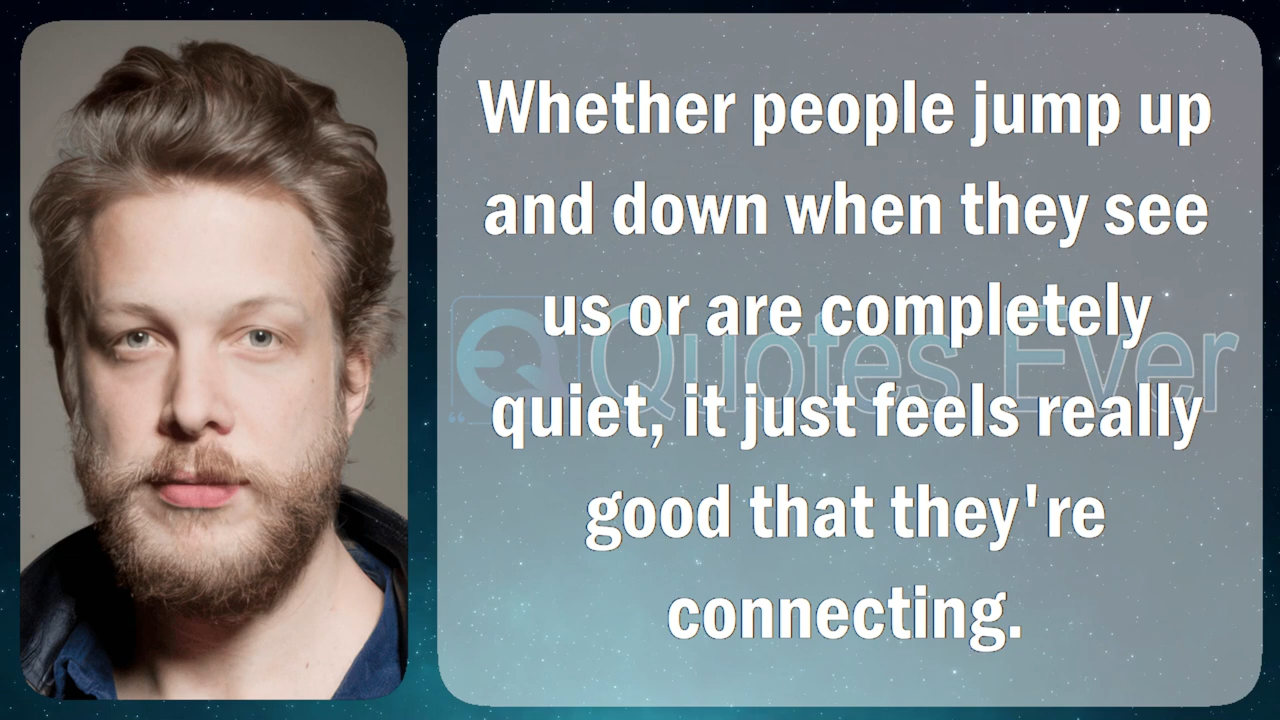 Whether people jump up
and down when they see
us or are completely
Quotes Ever
quiet, it just feels really
good that they're
connecting.